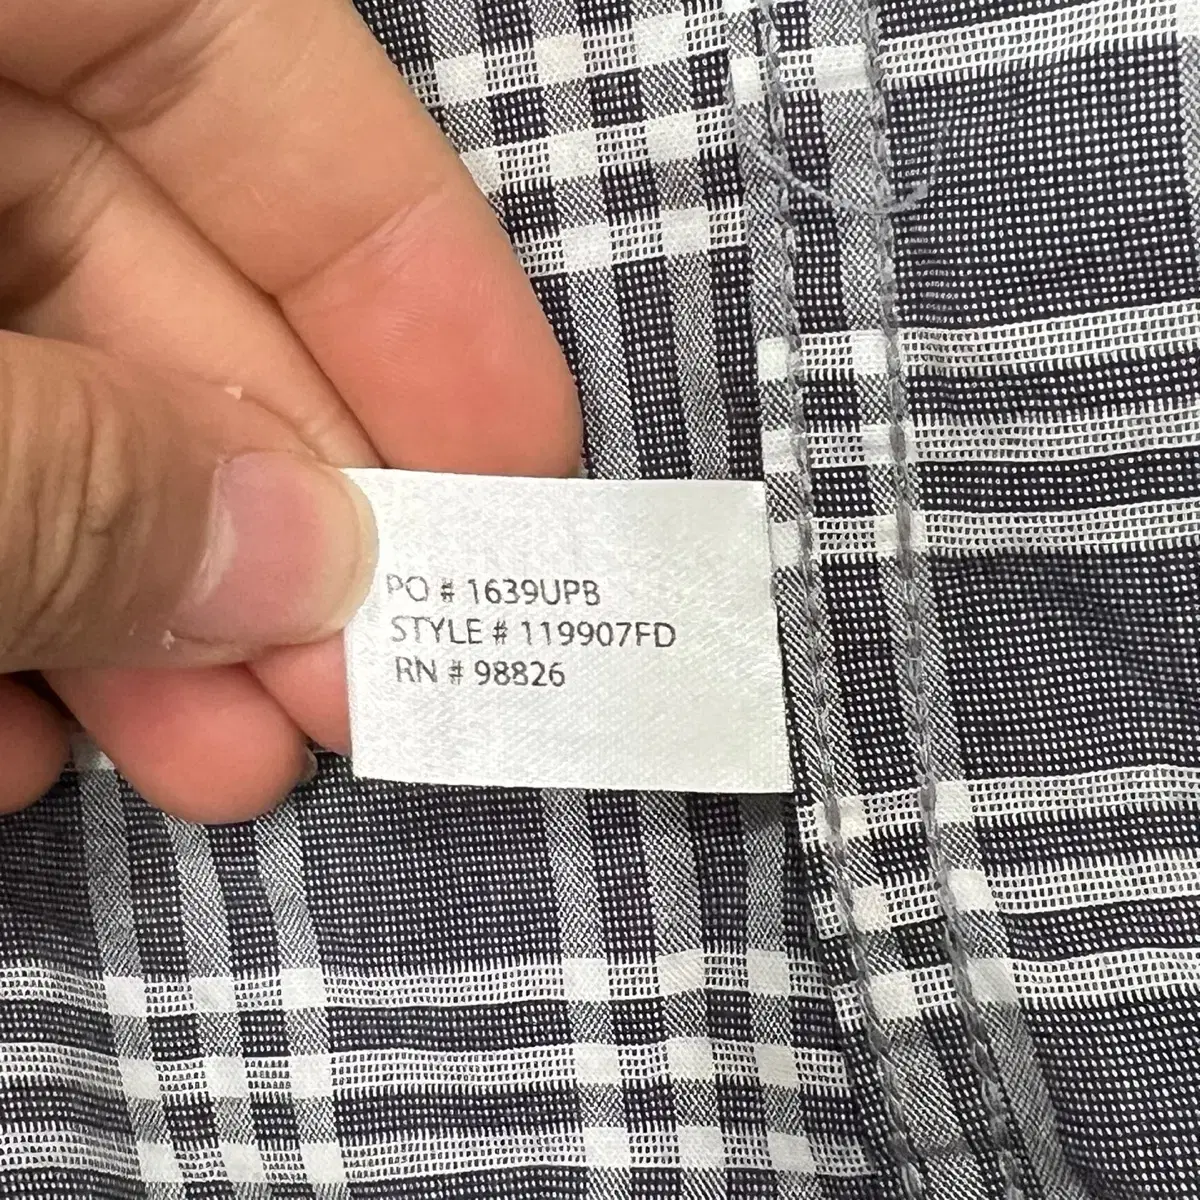 PO # 1639UPB
STYLE # 119907FD
RN # 98826